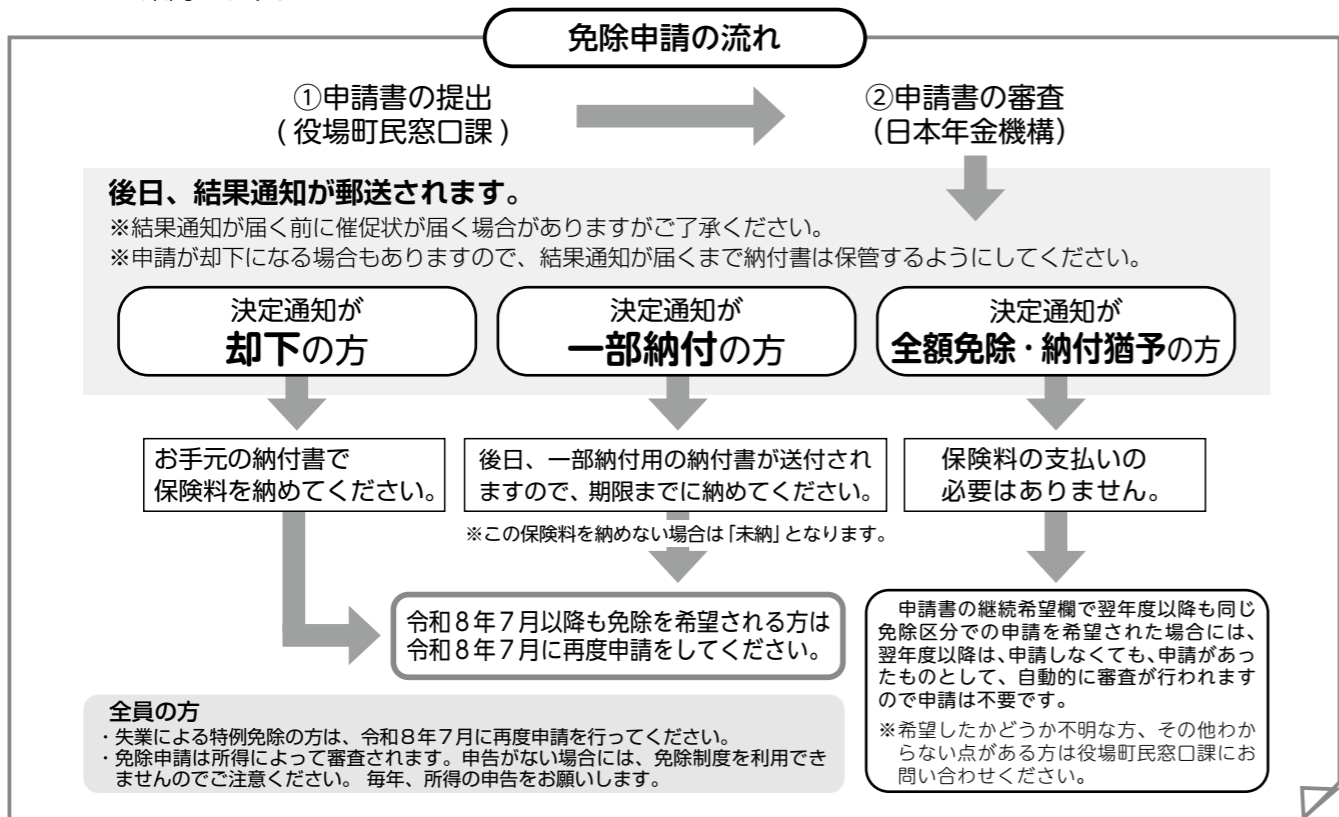 免除申請の流れ
①申請書の提出
(役場町民窓口課)
②申請書の審査
(日本年金機構)
後日、結果通知が郵送されます。
※結果通知が届く前に催促状が届く場合がありますがご了承ください。
※申請が却下になる場合もありますので、結果通知が届くまで納付書は保管するようにしてください。
決定通知が
却下の方
決定通知が
一部納付の方
決定通知が
全額免除・納付猶予の方
お手元の納付書で
保険料を納めてください。
後日、一部納付用の納付書が送付され
ますので、期限までに納めてください。
※この保険料を納めない場合は「未納」となります。
保険料の支払いの
必要はありません。
令和8年7月以降も免除を希望される方は
令和8年7月に再度申請をしてください。
申請書の継続希望欄で翌年度以降も同じ
免除区分での申請を希望された場合には、
翌年度以降は、申請しなくても、申請があっ
たものとして、自動的に審査が行われます
ので申請は不要です。
※希望したかどうか不明な方、その他わか
らない点がある方は役場町民窓口課にお
問い合わせください。
全員の方
・失業による特例免除の方は、令和8年7月に再度申請を行ってください。
・免除申請は所得によって審査されます。申告がない場合には、免除制度を利用でき
ませんのでご注意ください。 毎年、所得の申告をお願いします。